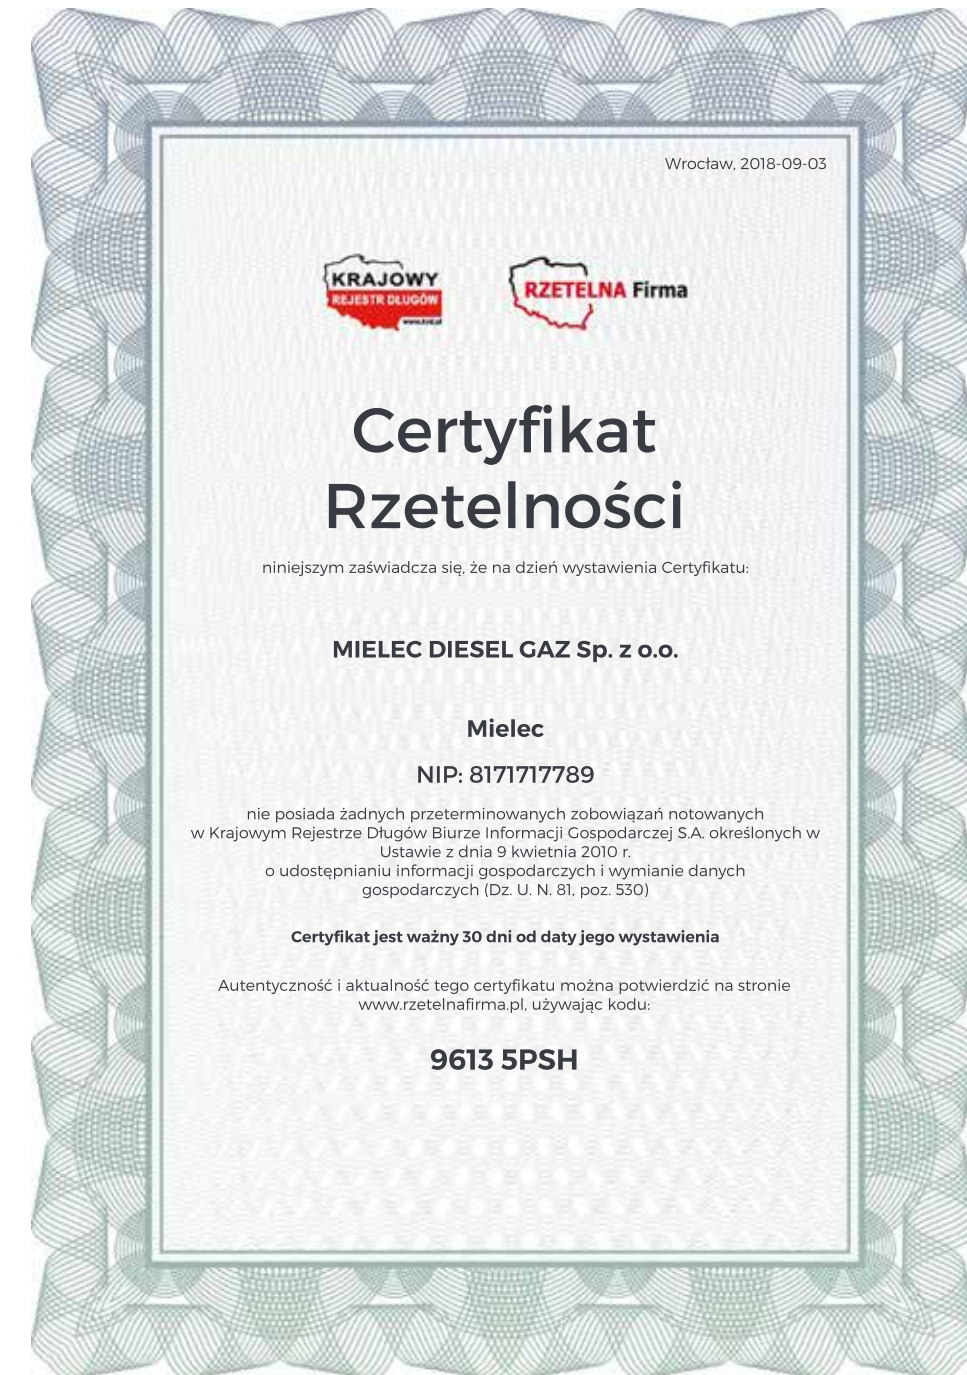 Wrocław, 2018-09-03
KRAJOWY
REJESTR DŁUGÓW
www.krd.pl
RZETELNA Firma
Certyfikat
Rzetelności
niniejszym zaświadcza się, że na dzień wystawienia Certyfikatu:
MIELEC DIESEL GAZ Sp. z o.o.
Mielec
NIP: 8171717789
nie posiada żadnych przeterminowanych zobowiązań notowanych
w Krajowym Rejestrze Długów Biurze Informacji Gospodarczej S.A. określonych w
Ustawie z dnia 9 kwietnia 2010 r.
o udostępnianiu informacji gospodarczych i wymianie danych
gospodarczych (Dz. U. N. 81, poz. 530)
Certyfikat jest ważny 30 dni od daty jego wystawienia
Autentyczność i aktualność tego certyfikatu można potwierdzić na stronie
www.rzetelnafirma.pl, używając kodu:
9613 5PSH